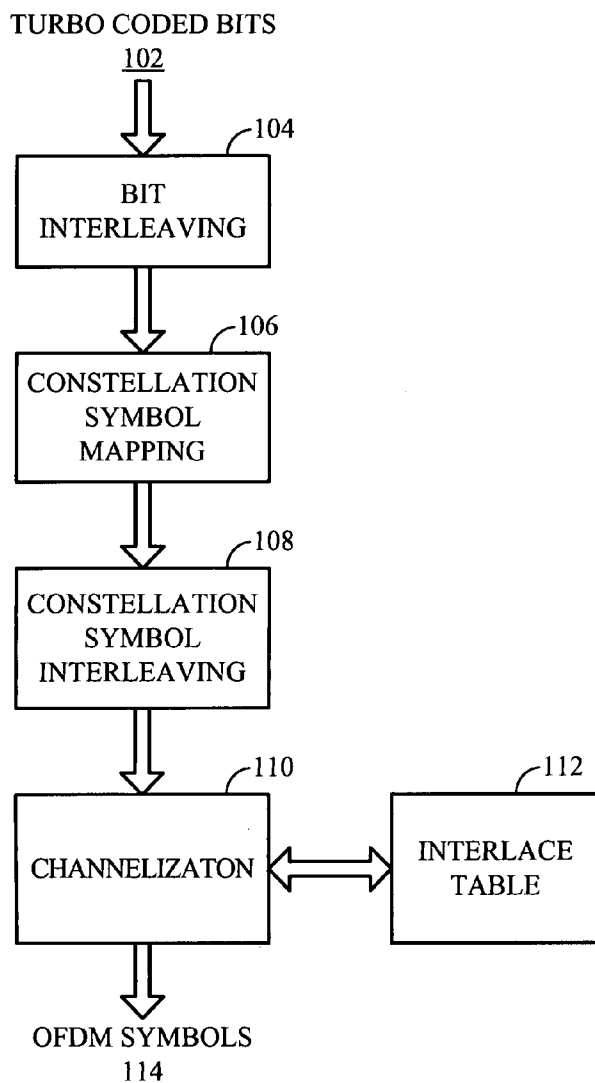 TURBO CODED BITS
102
104
BIT
INTERLEAVING
106
CONSTELLATION
SYMBOL
MAPPING
108
CONSTELLATION
SYMBOL
INTERLEAVING
110
112
CHANNELIZATON
INTERLACE
TABLE
OFDM SYMBOLS
114